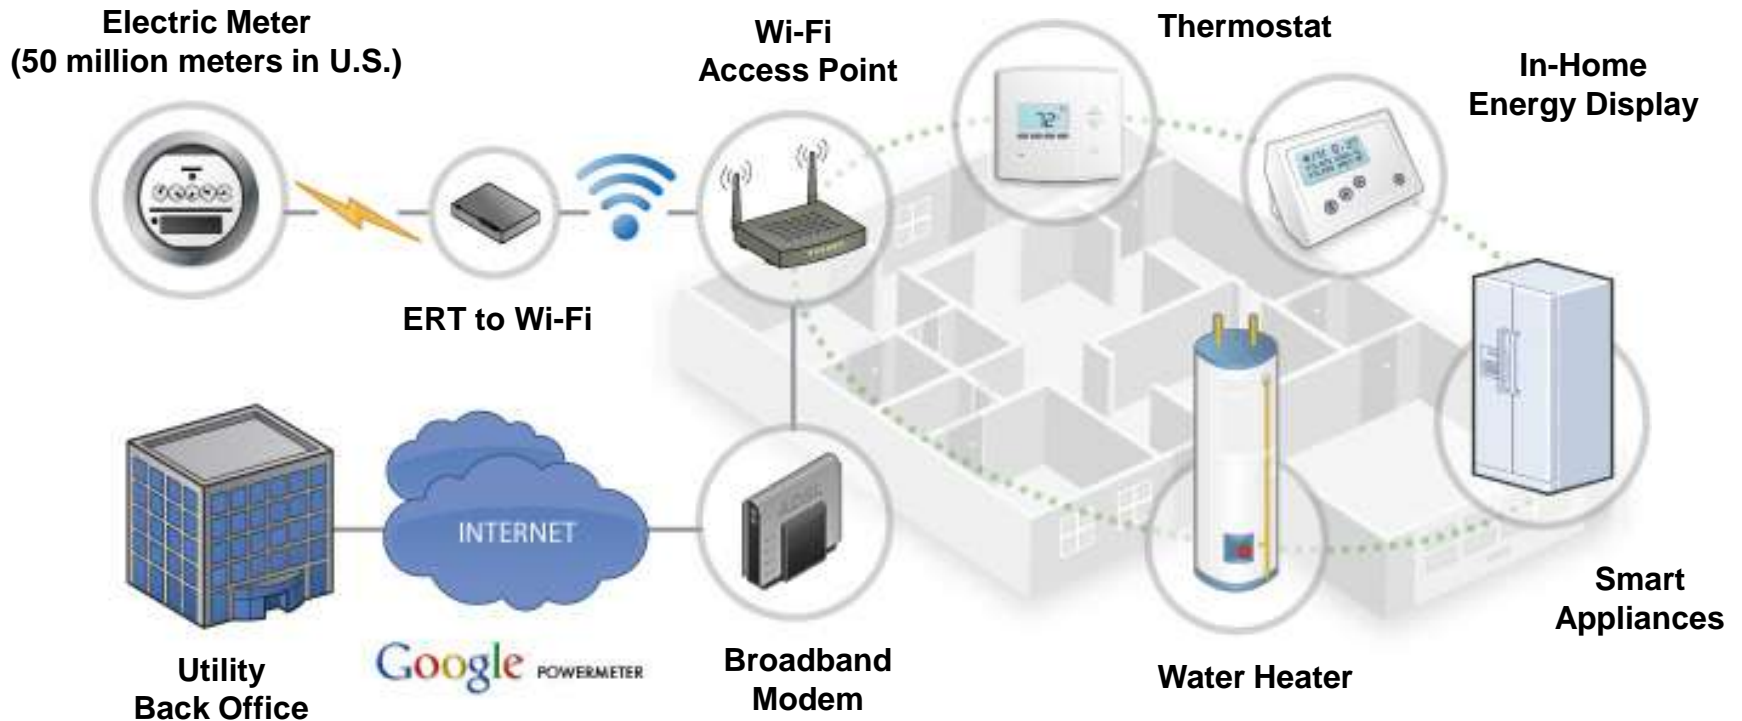 Electric Meter
(50 million meters in U.S.)
Wi-Fi
Access Point
Thermostat
In-Home
Energy Display
72
ERT to Wi-Fi
INTERNET
Utility
Back Office
Google POWERMETER
Broadband
Modem
Water Heater
Smart
Appliances